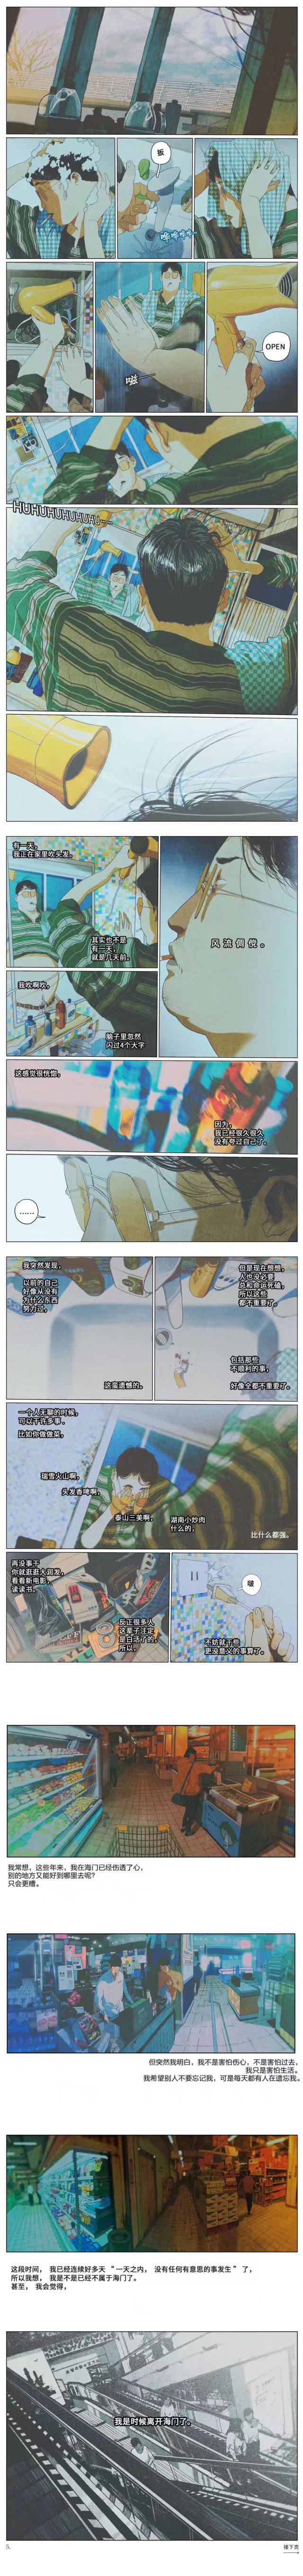 扳
哗哗哗哗
嗞
OPEN
HUHUHUHUHUHUHU
有一天，
我正在家里吹头发，
其实也不是
有一天，
就是几天前。
风流倜傥。
我吹啊吹，
脑子里忽然
闪过4个大字
这感觉很恍惚，
因为，
我已经很久很久
没有夸过自己了。
……
我突然发现，
以前的自己
好像从没有
为什么东西
努力过，
这蛮遗憾的。
但是现在想想，
人也没必要
总和命运死磕，
所以这些
都不重要了。
包括那些
不顺利的事，
好像全都不重要了。
一个人无聊的时候，
可以干许多事，
比如你做做菜，
瑞雪火山啊，
头发香啤啊，
泰山三美啊，
湖南小炒肉
什么的，
比什么都强。
再没事干
你就逛逛大润发，
看看新电影，
读读书。
反正很多人
这辈子注定
是白活了的，
所以，
啵
不妨就干些
更没意义的事算了。
我常想，这些年来，我在海门已经伤透了心，
别的地方又能好到哪里去呢？
只会更糟。
但突然我明白，我不是害怕伤心，不是害怕过去，
我只是害怕生活。
我希望别人不要忘记我，可是每天都有人在遗忘我。
这段时间， 我已经连续好多天 “一天之内， 没有任何有意思的事发生” 了，
所以我想， 我是不是已经不属于海门了。
甚至， 我会觉得，
我是时候离开海门了。
5.
接下页